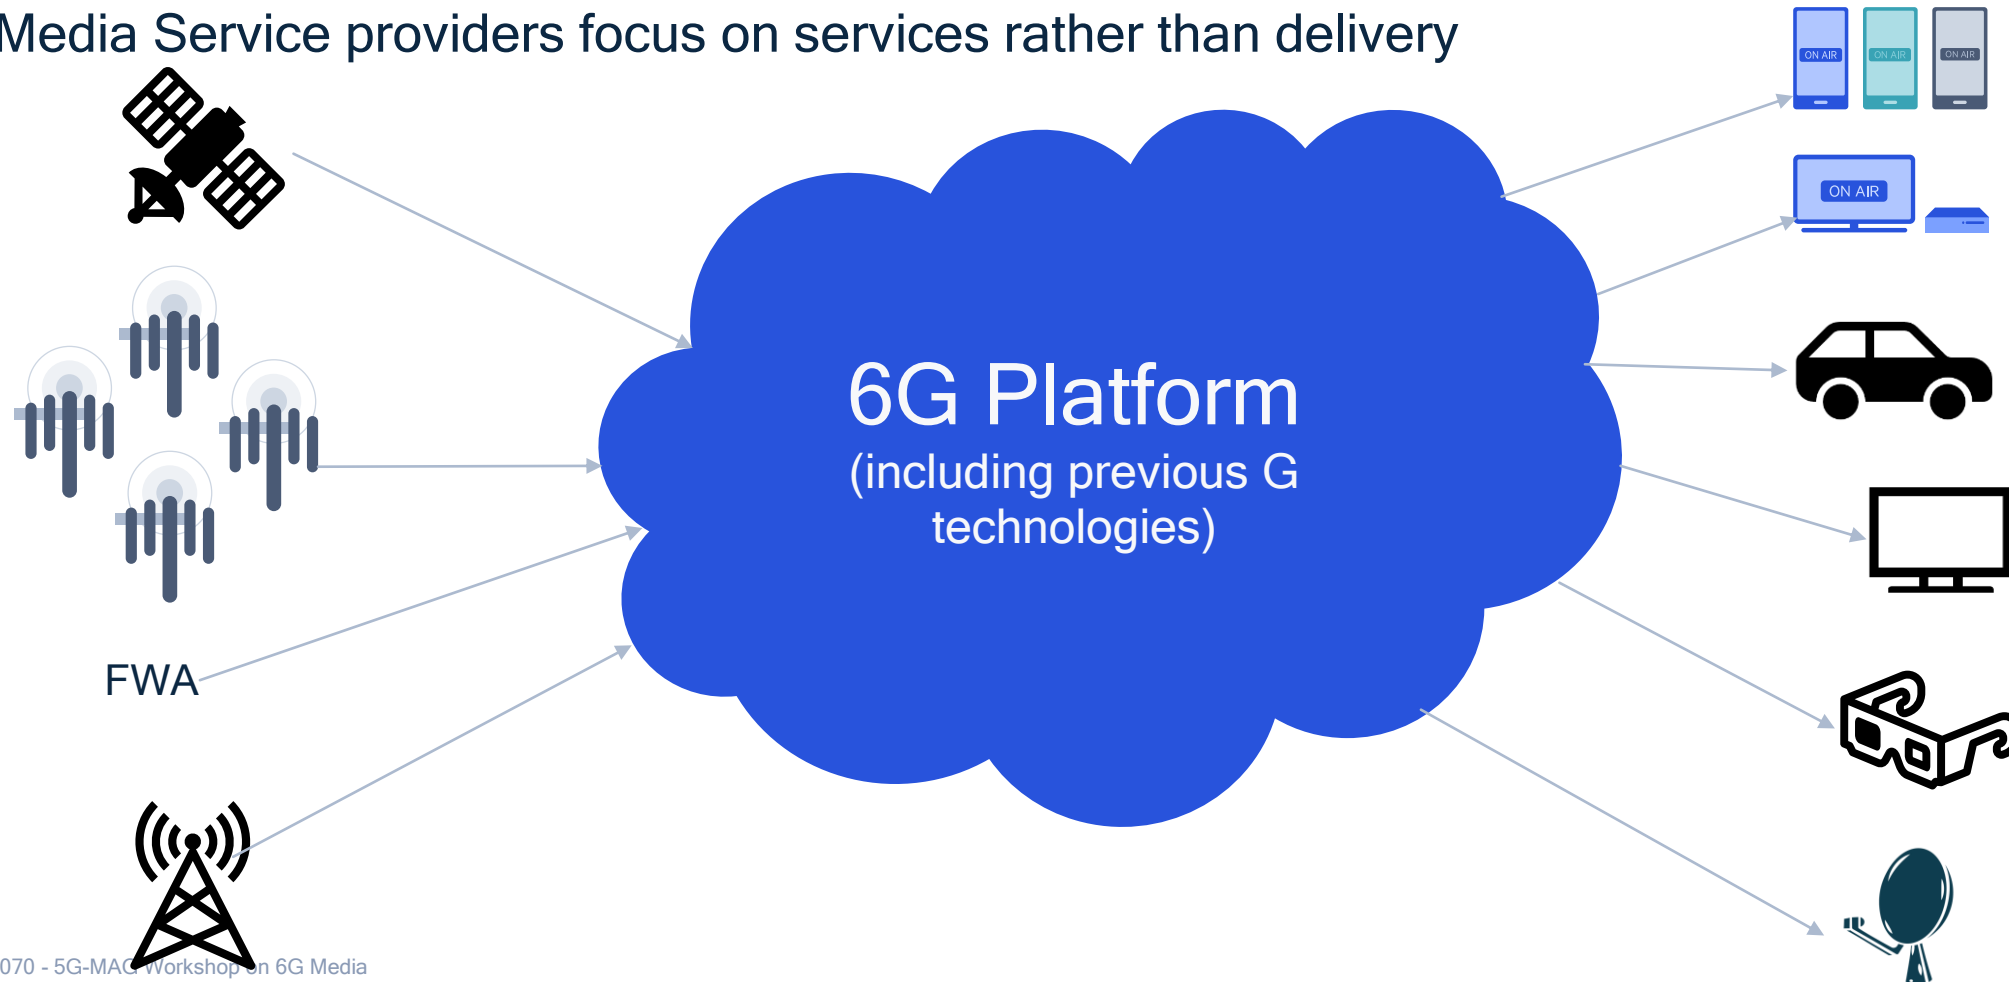 Media Service providers focus on services rather than delivery
ON AIR ON AIR ON AIR
ON AIR
6G Platform
(including previous G
technologies)
FWA
070 - 5G-MAG Workshop on 6G Media